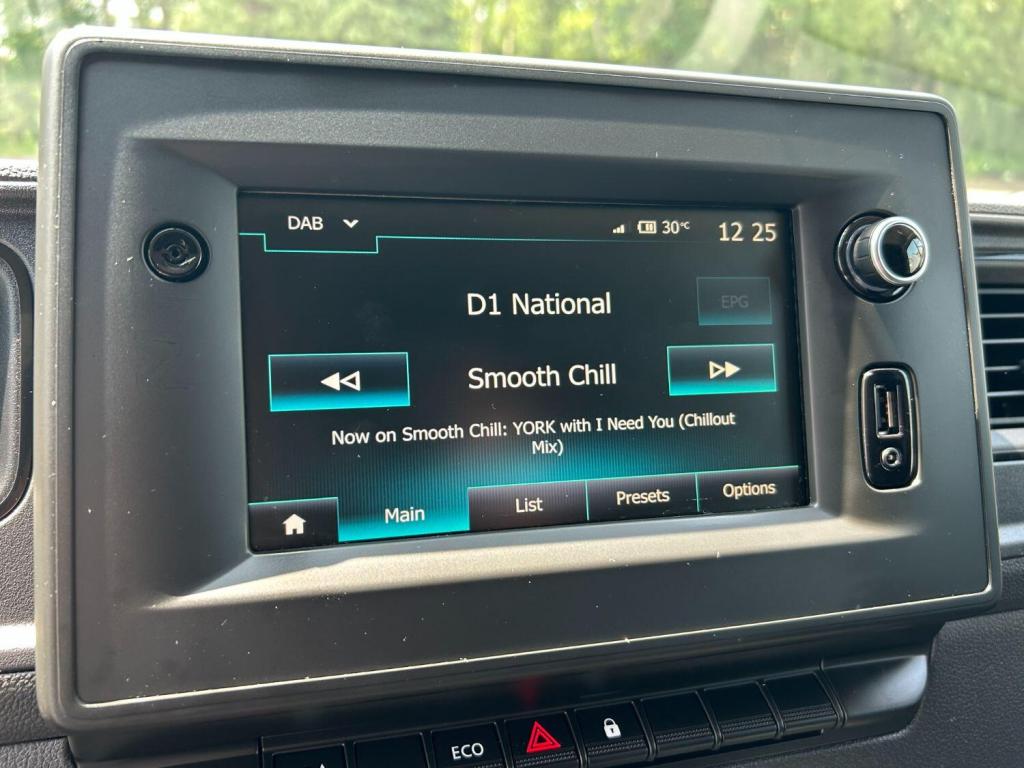 DAB
30°C
12 25
D1 National
EPG
Smooth Chill
Now on Smooth Chill: YORK with I Need You (Chillout
Mix)
Main
List
Presets
Options
ECO